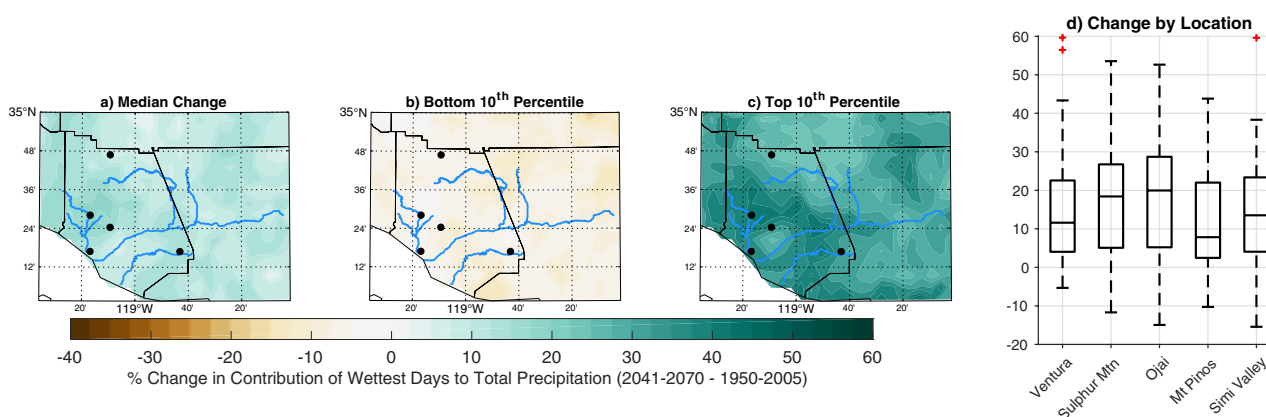 d) Change by Location
a) Median Change
b) Bottom 10th Percentile
c) Top 10th Percentile
35°N
48'
36'
24'
12'
20'
119°W
40'
20'
35°N
48'
36'
24'
12'
20'
119°W
40'
20'
35°N
48'
36'
24'
12'
20'
119°W
40'
20'
-40 -30 -20 -10 0 10 20 30 40 50 60
% Change in Contribution of Wettest Days to Total Precipitation (2041-2070 - 1950-2005)
60
50
40
30
20
10
0
-10
-20
Ventura
Sulphur Mtn
Ojai
Mt Pinos
Simi Valley